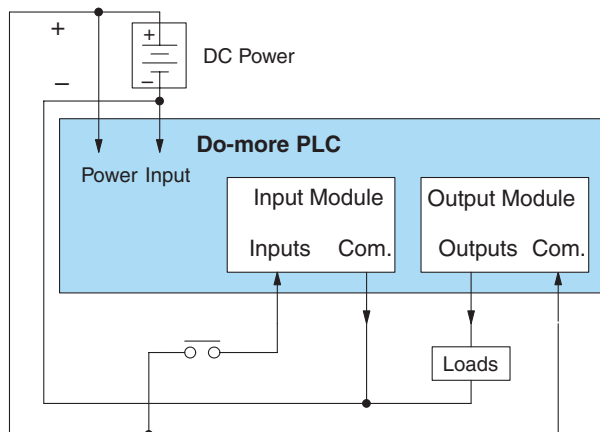 +
+
DC Power
–
–
Do-more PLC
Power Input
Input Module
Output Module
Inputs Com.
Outputs Com.
Loads